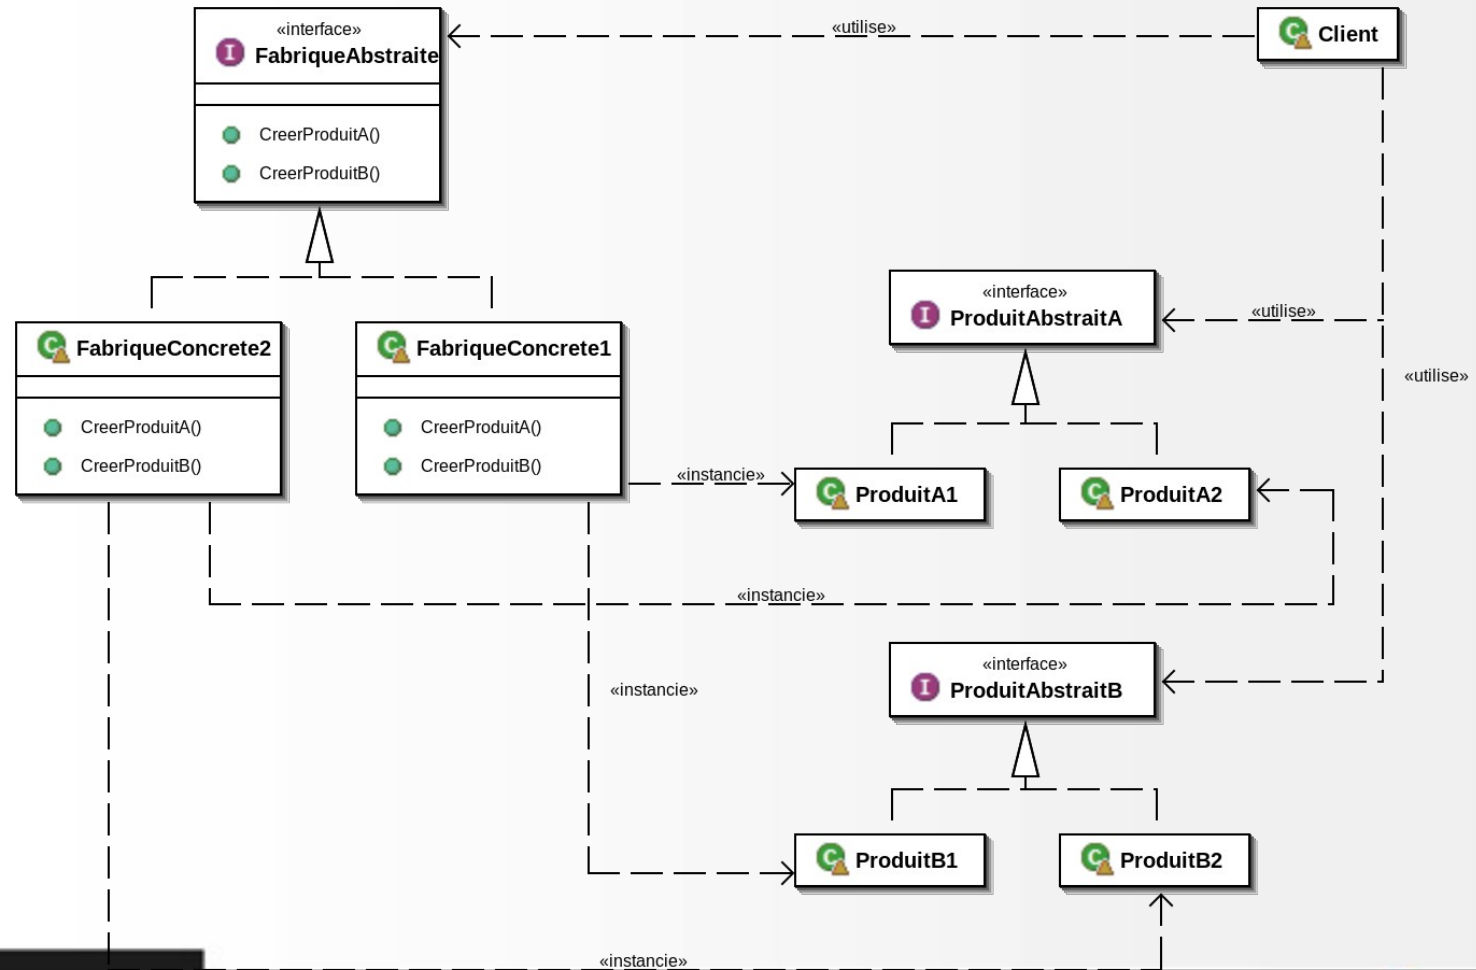 «interface»
FabriqueAbstraite
CreerProduitA()
CreerProduitB()
«utilise»
Client
FabriqueConcrete2
CreerProduitA()
CreerProduitB()
FabriqueConcrete1
CreerProduitA()
CreerProduitB()
«interface»
ProduitAbstraitA
«utilise»
«utilise»
«instancie»
ProduitA1
ProduitA2
«instancie»
«interface»
ProduitAbstraitB
«instancie»
ProduitB1
ProduitB2
«instancie»